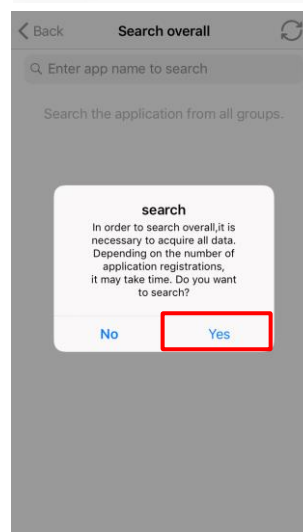 Back Search overall
Enter app name to search
Search the application from all groups.
search
In order to search overall,it is
necessary to acquire all data.
Depending on the number of
application registrations,
it may take time. Do you want
to search?
No Yes